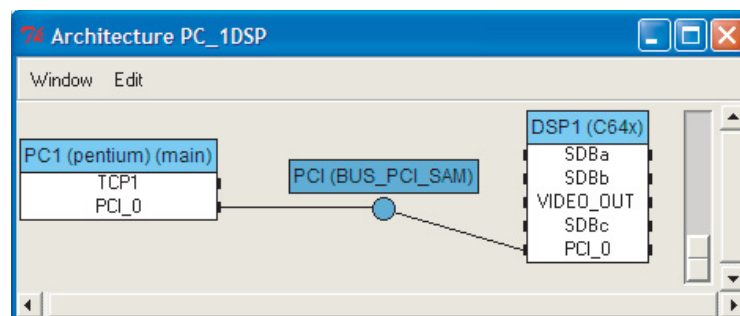 Architecture PC_1DSP
Window Edit
PC1 (pentium) (main)
TCP1
PCI_0
PCI (BUS_PCI_SAM)
DSP1 (C64x)
SDBa
SDBb
VIDEO_OUT
SDBc
PCI_0